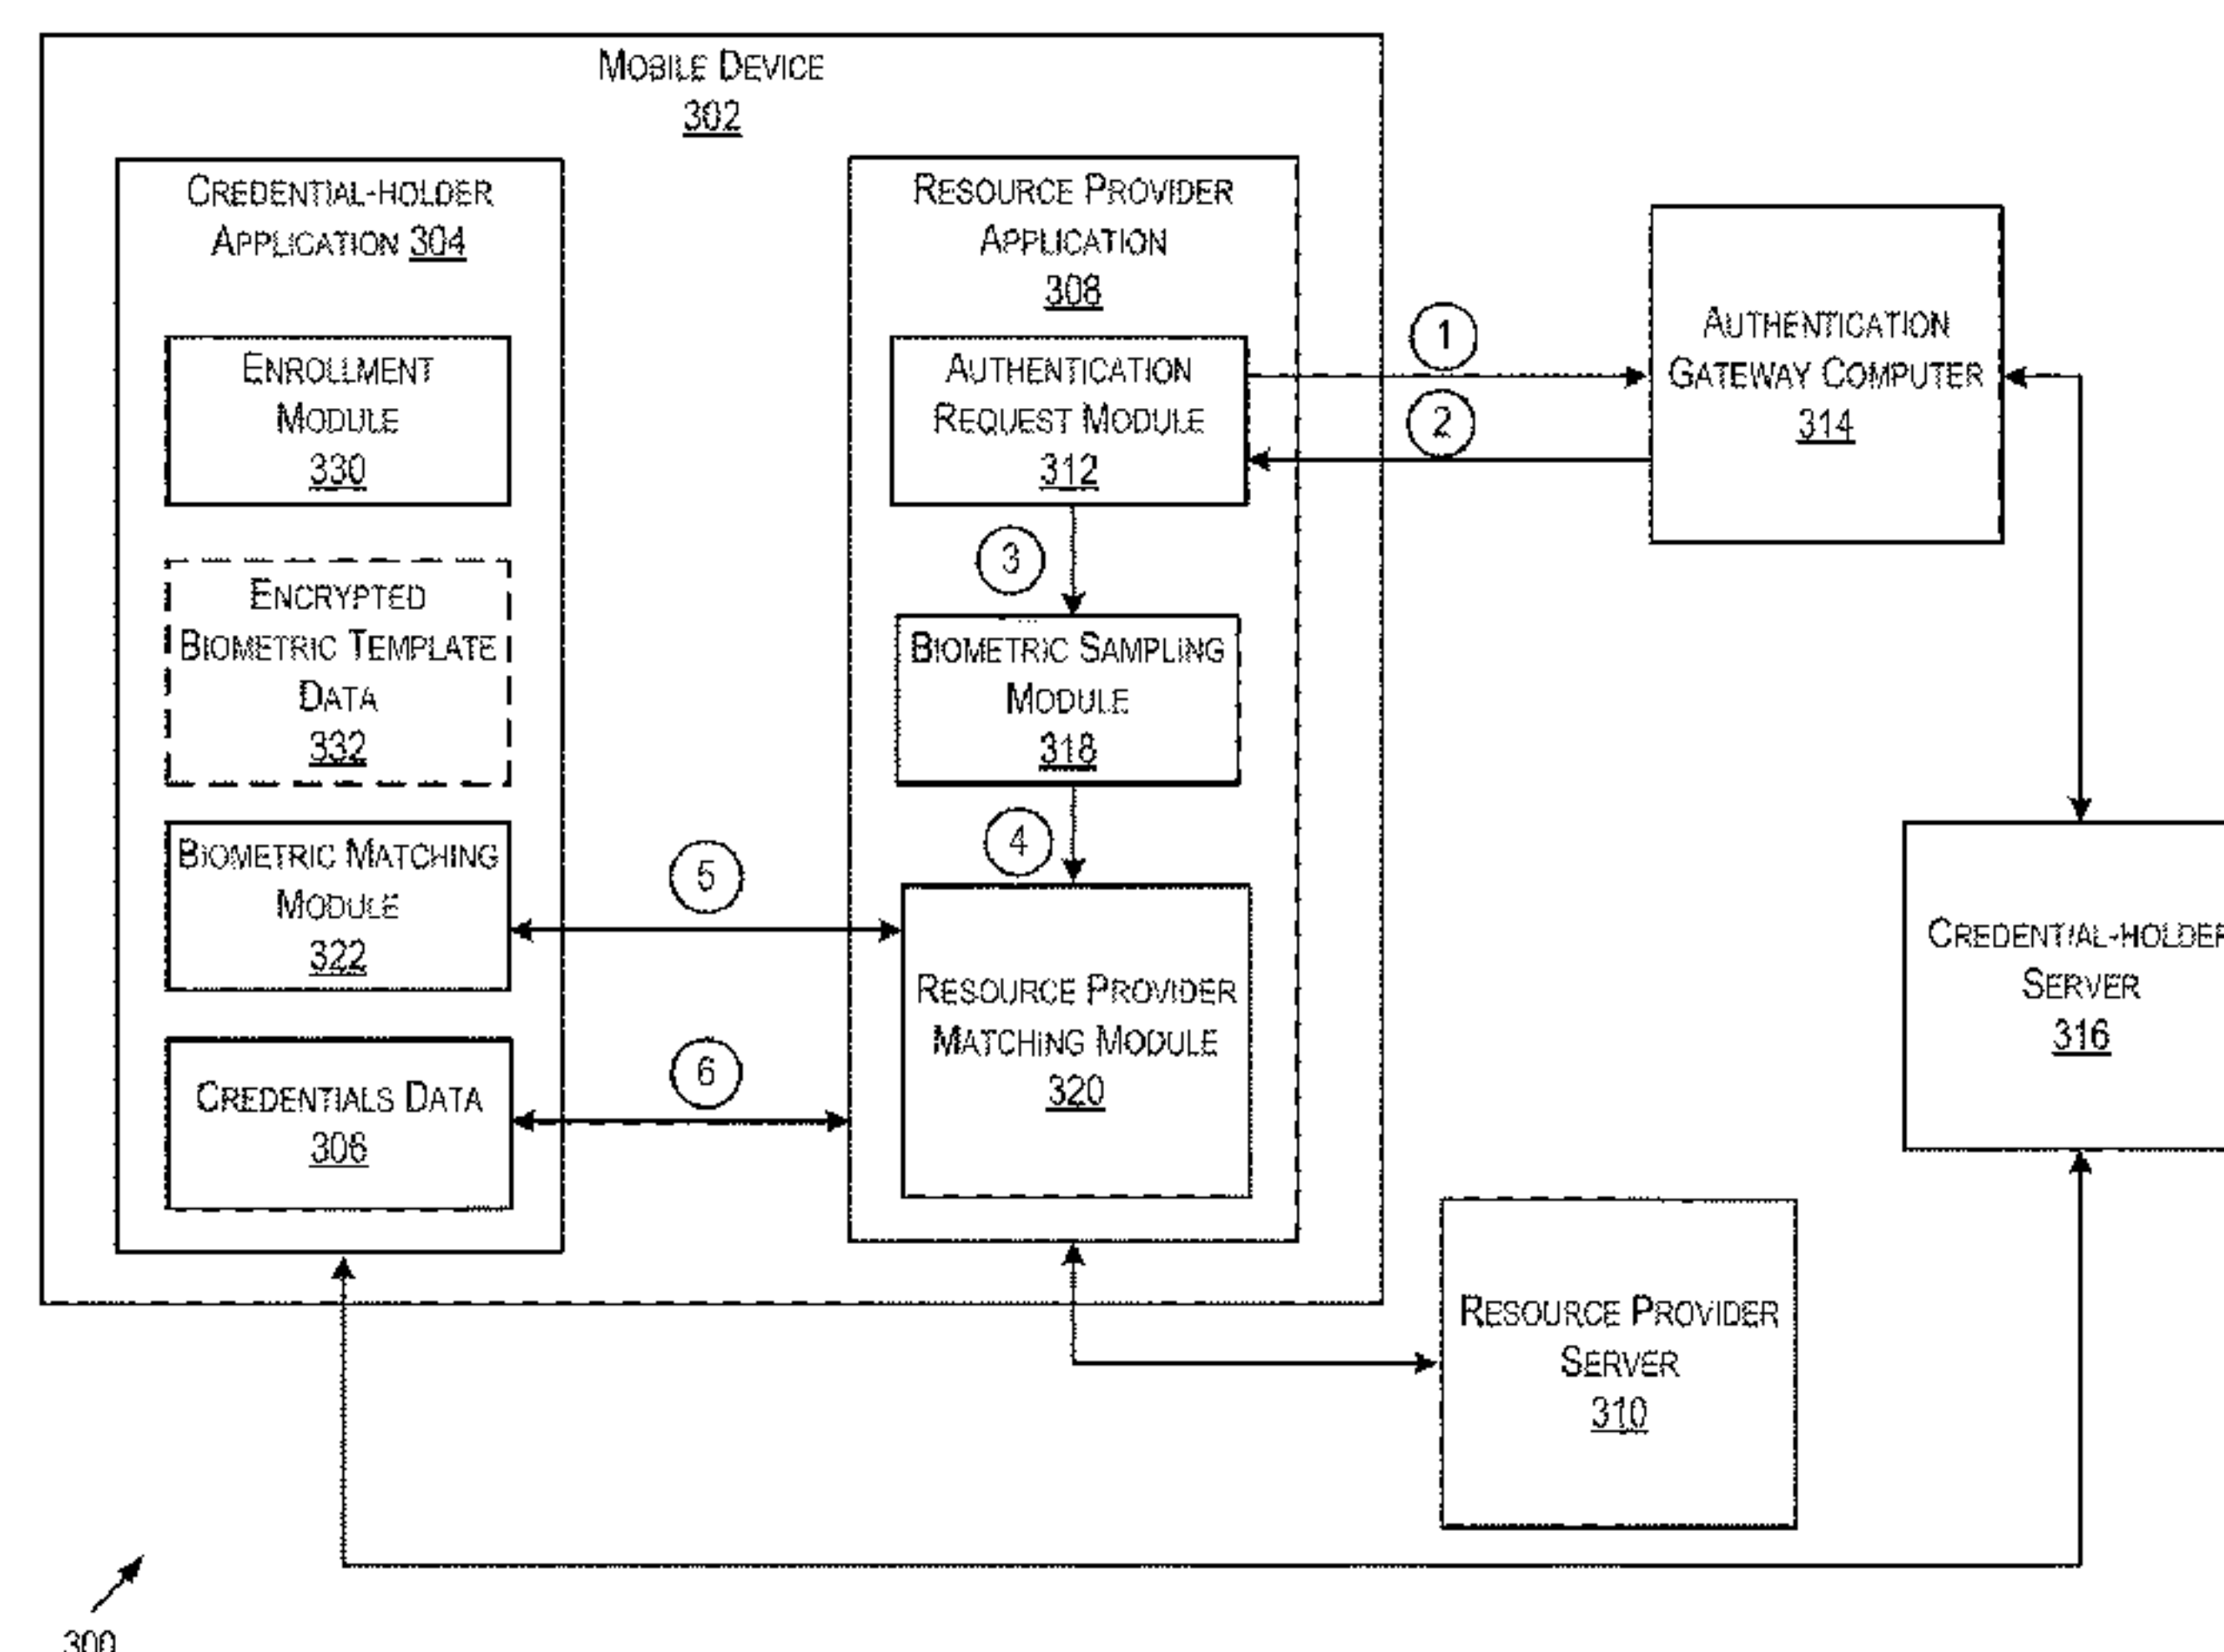 MOBILE DEVICE
302
CREDENTIAL-HOLDER
APPLICATION 304
ENROLLMENT
MODULE
330
ENCRYPTED
BIOMETRIC TEMPLATE
DATA
332
BIOMETRIC MATCHING
MODULE
322
CREDENTIALS DATA
306
RESOURCE PROVIDER
APPLICATION
308
AUTHENTICATION
REQUEST MODULE
312
3
BIOMETRIC SAMPLING
MODULE
318
4
RESOURCE PROVIDER
MATCHING MODULE
320
5
6
1
2
AUTHENTICATION
GATEWAY COMPUTER
314
CREDENTIAL-HOLDER
SERVER
316
RESOURCE PROVIDER
SERVER
310
300